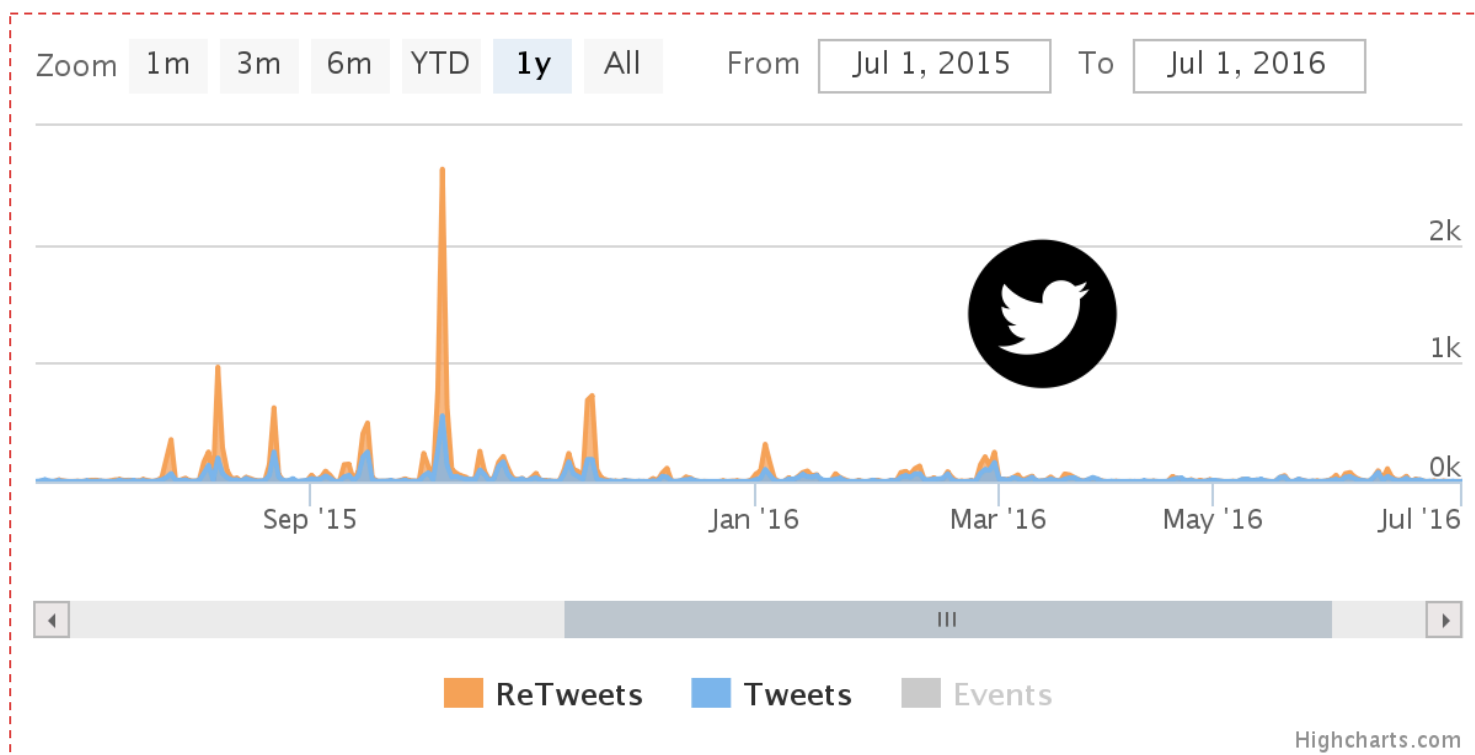 Zoom 1m 3m 6m YTD 1y All From Jul 1, 2015 To Jul 1, 2016
2k
1k
0k
Sep '15 Jan '16 Mar '16 May '16 Jul '16
ReTweets Tweets Events
Highcharts.com